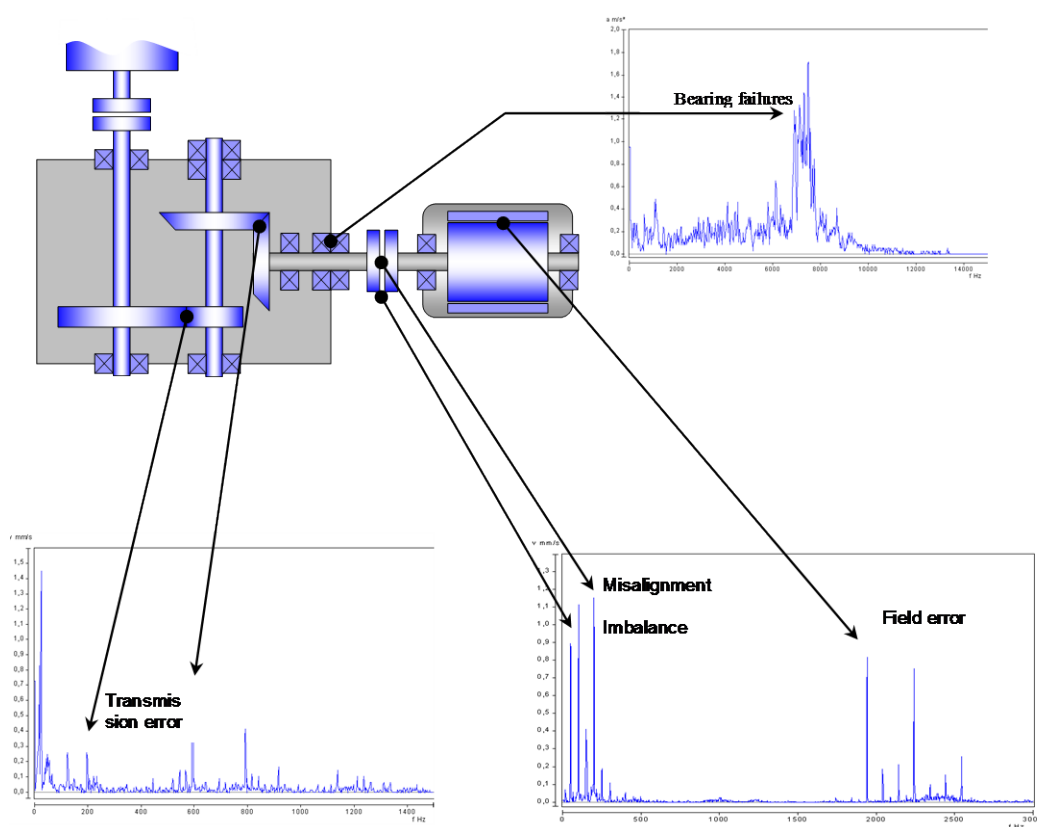 a m/s²
2,0
1,8
1,6
1,4
1,2
1,0
0,8
0,6
0,4
0,2
0,0
0 2000 4000 6000 8000 10000 12000 14000
f Hz
Bearing failures
v mm/s
1,5
1,4
1,3
1,2
1,1
1,0
0,9
0,8
0,7
0,6
0,5
0,4
0,3
0,2
0,1
0,0
0 200 400 600 800 1000 1200 1400
f Hz
Transmis
sion error
v mm/s
1,3
1,2
1,1
1,0
0,9
0,8
0,7
0,6
0,5
0,4
0,3
0,2
0,1
0,0
0 500 1000 1500 2000 2500 3000
f Hz
Misalignment
Imbalance
Field error